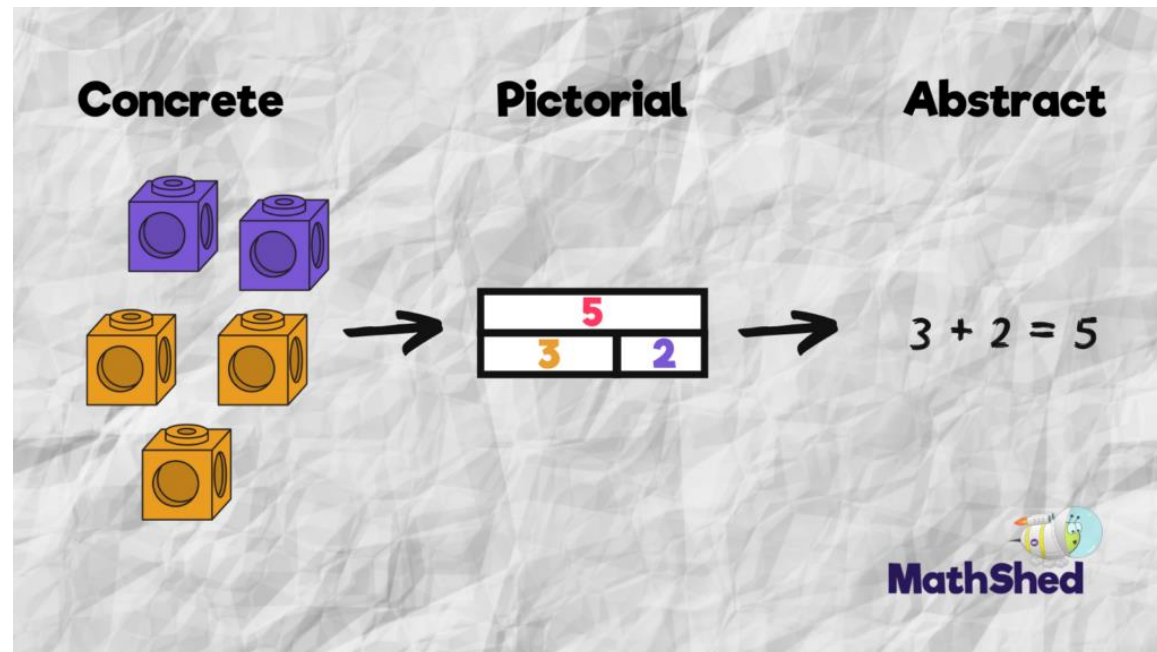 Concrete
Pictorial
Abstract
5
3 2
3 + 2 = 5
MathShed